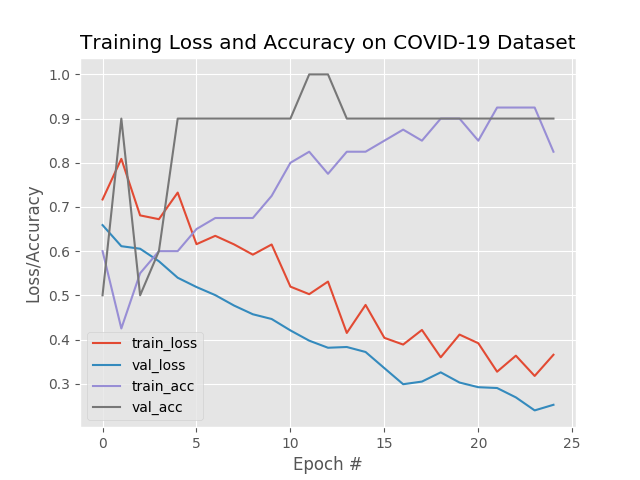 Training Loss and Accuracy on COVID-19 Dataset
1.0
0.9
0.8
0.7
0.6
0.5
0.4
0.3
Loss/Accuracy
train_loss
val_loss
train_acc
val_acc
0 5 10 15 20 25
Epoch #